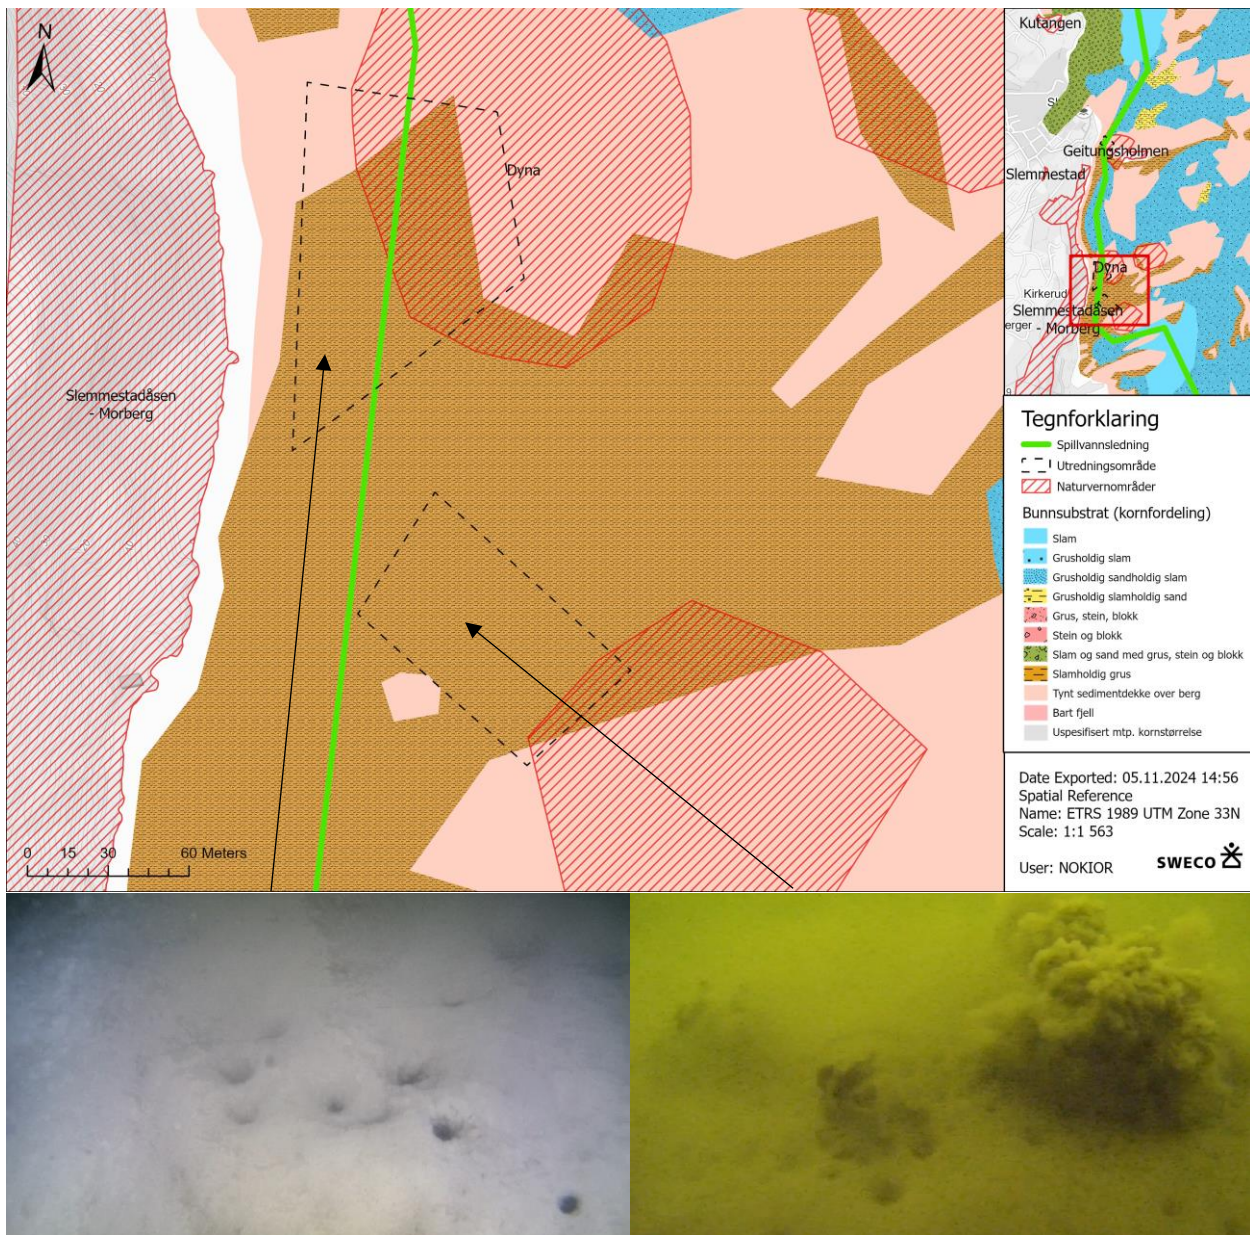 N
Dyna
Slemmestadåsen
- Morberg
0 15 30 60 Meters
Kutangen
Sl
Geitungsholmen
Slemmestad
Dyna
Kirkerud
Slemmestadåsen
erger - Morberg
9
Tegnforklaring
Spillvannsledning
Utredningsområde
Naturvernområder
Bunnsubstrat (kornfordeling)
Slam
Grusholdig slam
Grusholdig sandholdig slam
Grusholdig slamholdig sand
Grus, stein, blokk
Stein og blokk
Slam og sand med grus, stein og blokk
Slamholdig grus
Tynt sedimentdekke over berg
Bart fjell
Uspesifisert mtp. kornstørrelse
Date Exported: 05.11.2024 14:56
Spatial Reference
Name: ETRS 1989 UTM Zone 33N
Scale: 1:1 563
User: NOKIOR
SWECO